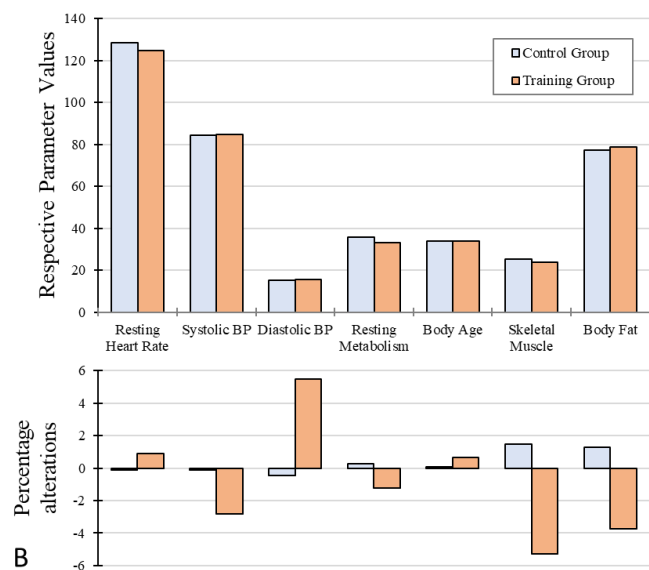 Respective Parameter Values
140
120
100
80
60
40
20
0
Control Group
Training Group
Resting Heart Rate
Systolic BP
Diastolic BP
Resting Metabolism
Body Age
Skeletal Muscle
Body Fat
Percentage alterations
6
4
2
0
-2
-4
-6
B